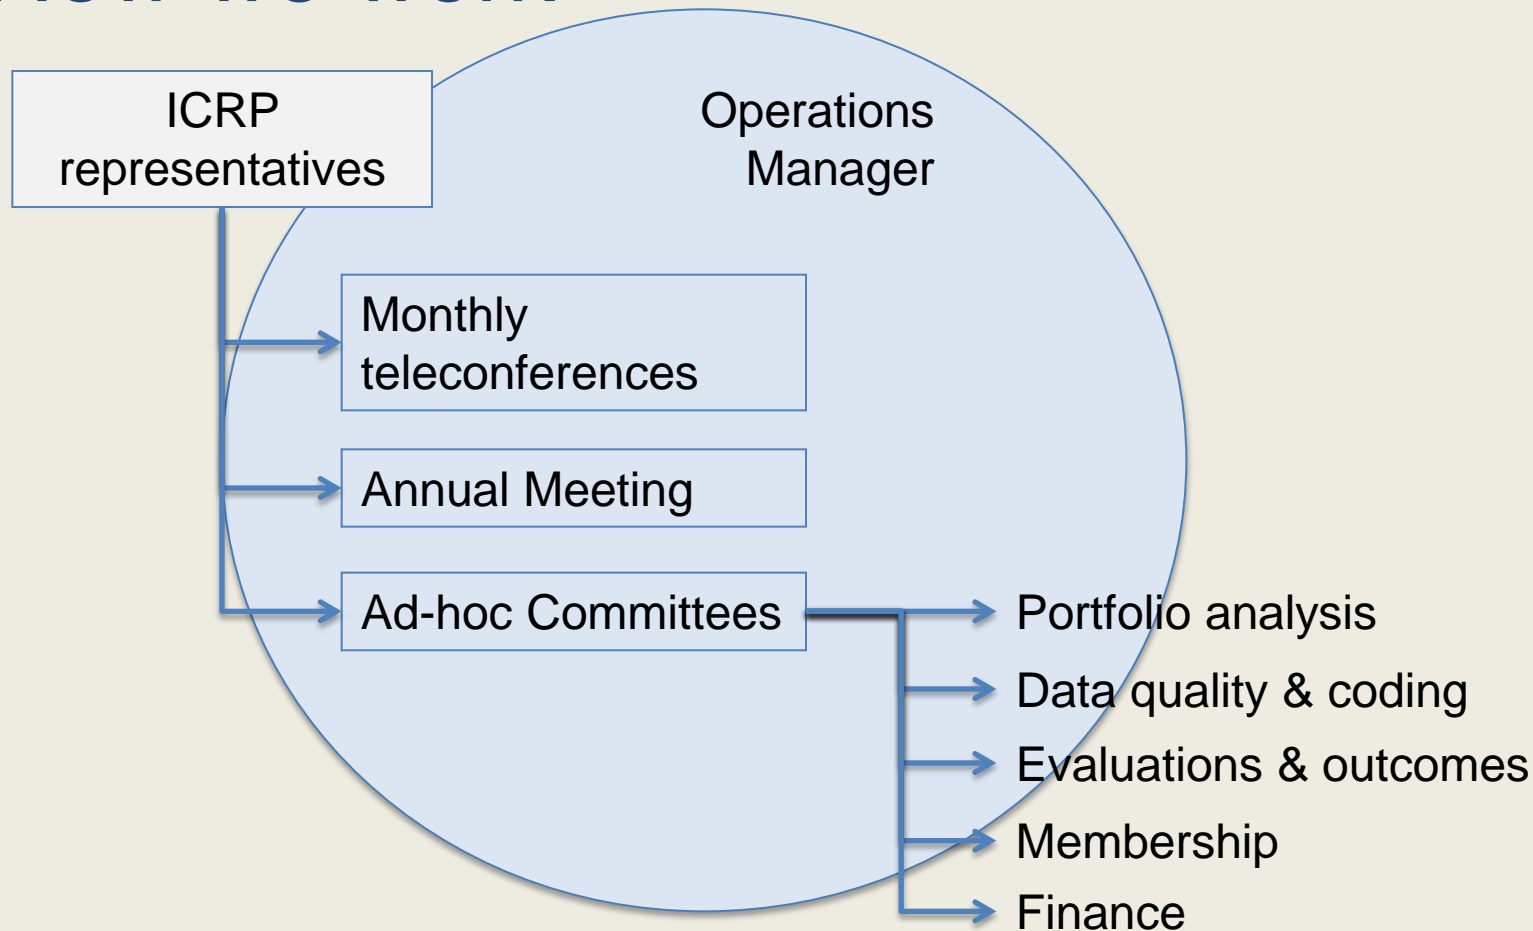 ICRP
representatives
Operations
Manager
Monthly
teleconferences
Annual Meeting
Ad-hoc Committees
Portfolio analysis
Data quality & coding
Evaluations & outcomes
Membership
Finance